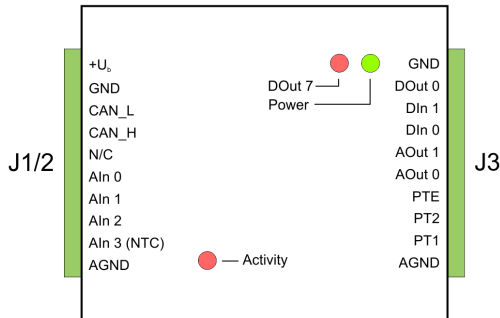 +U_b
GND
CAN_L
CAN_H
N/C
AIn 0
AIn 1
AIn 2
AIn 3 (NTC)
AGND
J1/2
DOut 7
Power
Activity
GND
DOut 0
DIn 1
DIn 0
AOut 1
AOut 0
PTE
PT2
PT1
AGND
J3